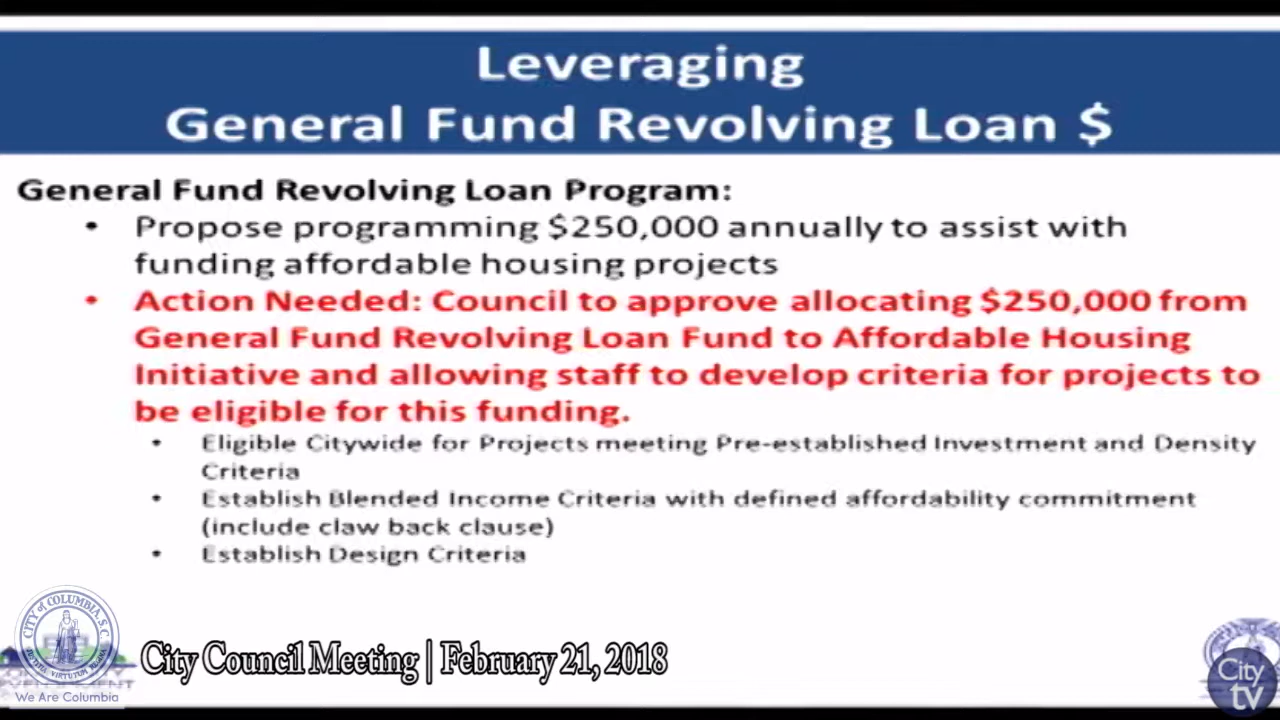 Leveraging
General Fund Revolving Loan $
General Fund Revolving Loan Program:
• Propose programming $250,000 annually to assist with
funding affordable housing projects
• Action Needed: Council to approve allocating $250,000 from
General Fund Revolving Loan Fund to Affordable Housing
Initiative and allowing staff to develop criteria for projects to
be eligible for this funding.
• Eligible Citywide for Projects meeting Pre-established Investment and Density
Criteria
• Establish Blended Income Criteria with defined affordability commitment
(include claw back clause)
• Establish Design Criteria
CITY of COLUMBIA, S.C.
We Are Columbia
City Council Meeting | February 21, 2018
City
tv